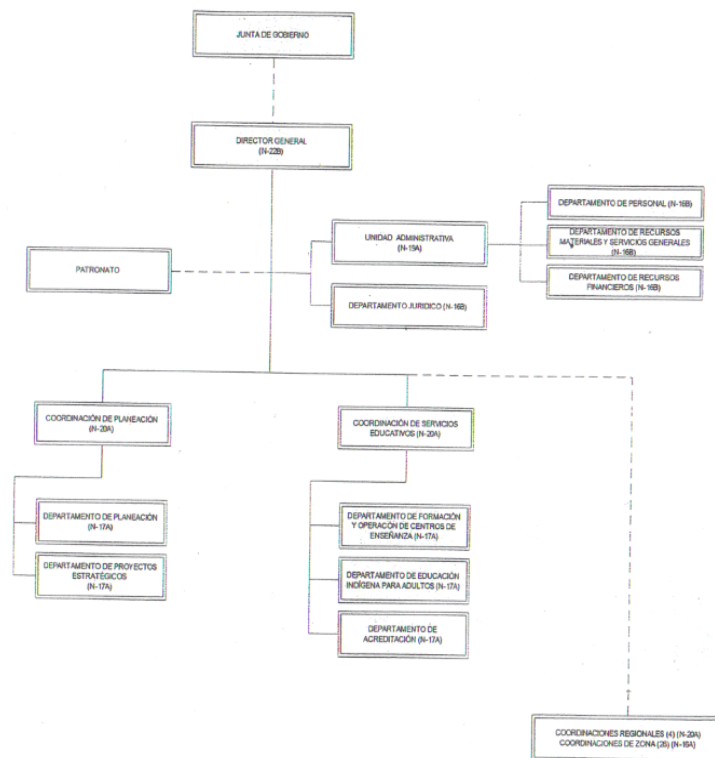 JUNTA DE GOBIERNO
DIRECTOR GENERAL
(N-22B)
PATRONATO
UNIDAD ADMINISTRATIVA
(N-19A)
DEPARTAMENTO JURIDICO (N-16B)
DEPARTAMENTO DE PERSONAL (N-16B)
DEPARTAMENTO DE RECURSOS
MATERIALES Y SERVICIOS GENERALES
(N-16B)
DEPARTAMENTO DE RECURSOS
FINANCIEROS (N-16B)
COORDINACIÓN DE PLANEACIÓN
(N-20A)
DEPARTAMENTO DE PLANEACIÓN
(N-17A)
DEPARTAMENTO DE PROYECTOS
ESTRATÉGICOS
(N-17A)
COORDINACIÓN DE SERVICIOS
EDUCATIVOS (N-20A)
DEPARTAMENTO DE FORMACIÓN
Y OPERACÓN DE CENTROS DE
ENSEÑANZA (N-17A)
DEPARTAMENTO DE EDUCACIÓN
INDÍGENA PARA ADULTOS (N-17A)
DEPARTAMENTO DE
ACREDITACIÓN (N-17A)
COORDINACIONES REGIONALES (4) (N-20A)
COORDINACIONES DE ZONA (26) (N-16A)